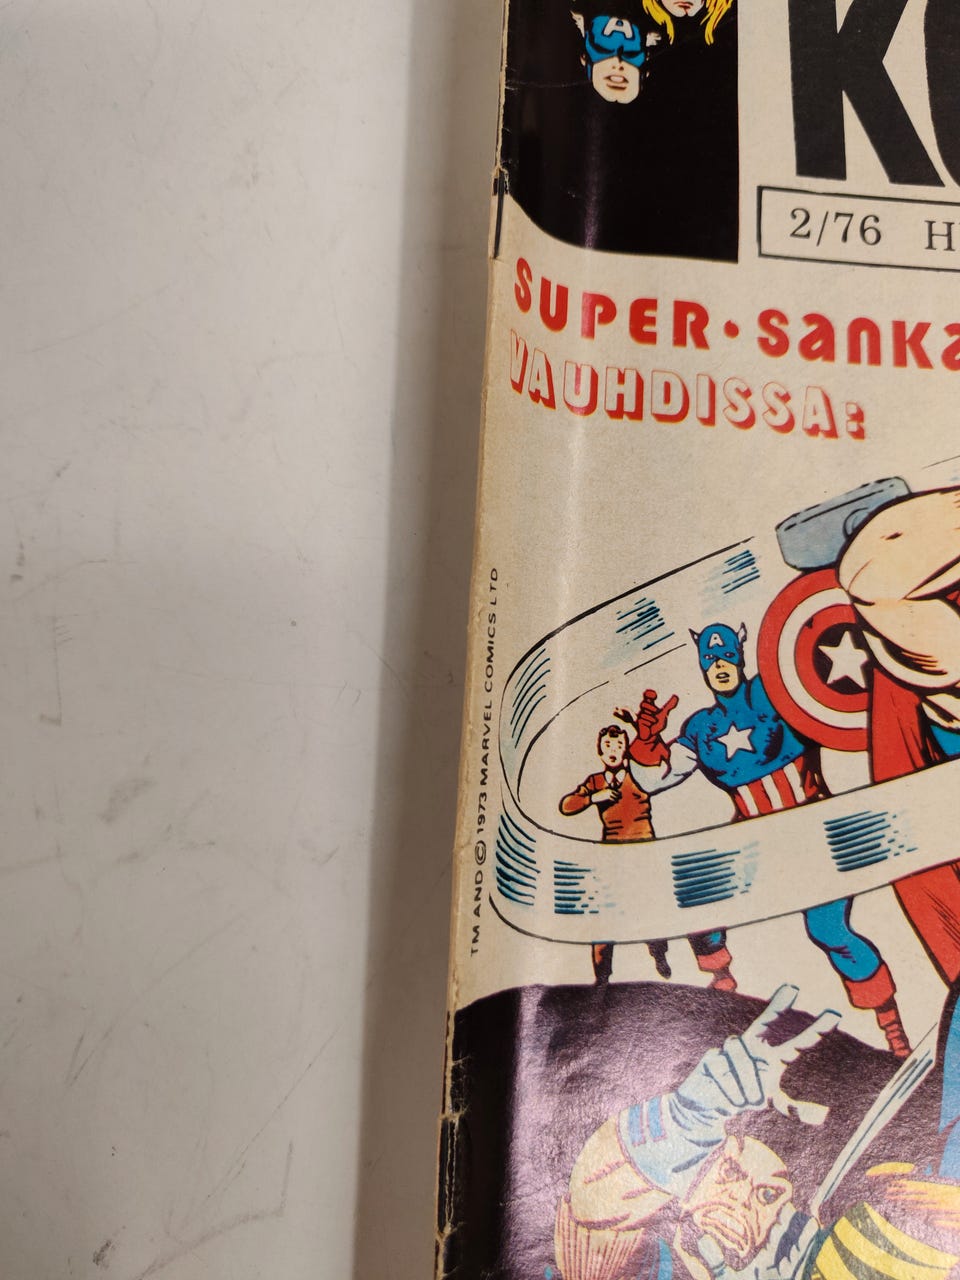 2/76 H
SUPER-SANKA
VAUHDISSA:
TM AND © 1973 MARVEL COMICS LTD
A
A